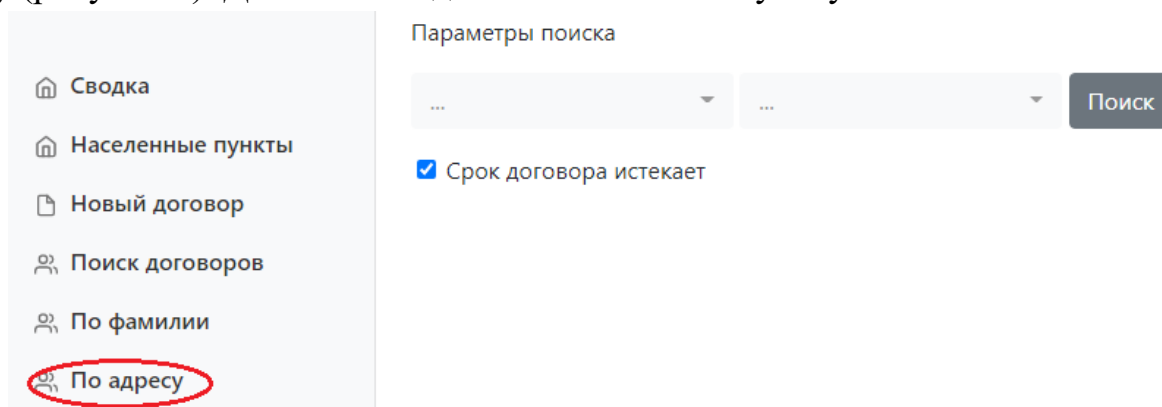 Параметры поиска
Сводка
... ... Поиск
Населенные пункты
Срок договора истекает
Новый договор
Поиск договоров
По фамилии
По адресу